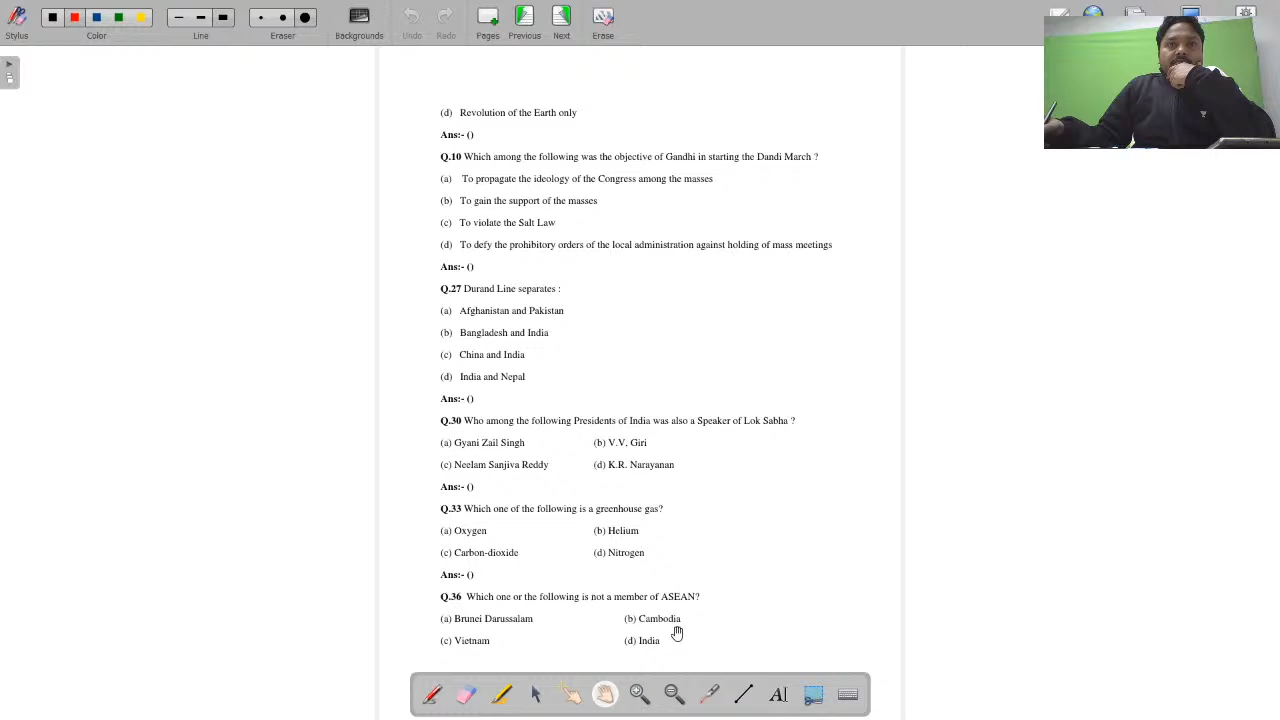 Stylus
Color
Line
Eraser
Backgrounds
Undo
Redo
Pages
Previous
Next
Erase
(d) Revolution of the Earth only
Ans:- ()
Q.10 Which among the following was the objective of Gandhi in starting the Dandi March ?
(a) To propagate the ideology of the Congress among the masses
(b) To gain the support of the masses
(c) To violate the Salt Law
(d) To defy the prohibitory orders of the local administration against holding of mass meetings
Ans:- ()
Q.27 Durand Line separates :
(a) Afghanistan and Pakistan
(b) Bangladesh and India
(c) China and India
(d) India and Nepal
Ans:- ()
Q.30 Who among the following Presidents of India was also a Speaker of Lok Sabha ?
(a) Gyani Zail Singh (b) V.V. Giri
(c) Neelam Sanjiva Reddy (d) K.R. Narayanan
Ans:- ()
Q.33 Which one of the following is a greenhouse gas?
(a) Oxygen (b) Helium
(c) Carbon-dioxide (d) Nitrogen
Ans:- ()
Q.36 Which one or the following is not a member of ASEAN?
(a) Brunei Darussalam (b) Cambodia
(c) Vietnam (d) India
AI